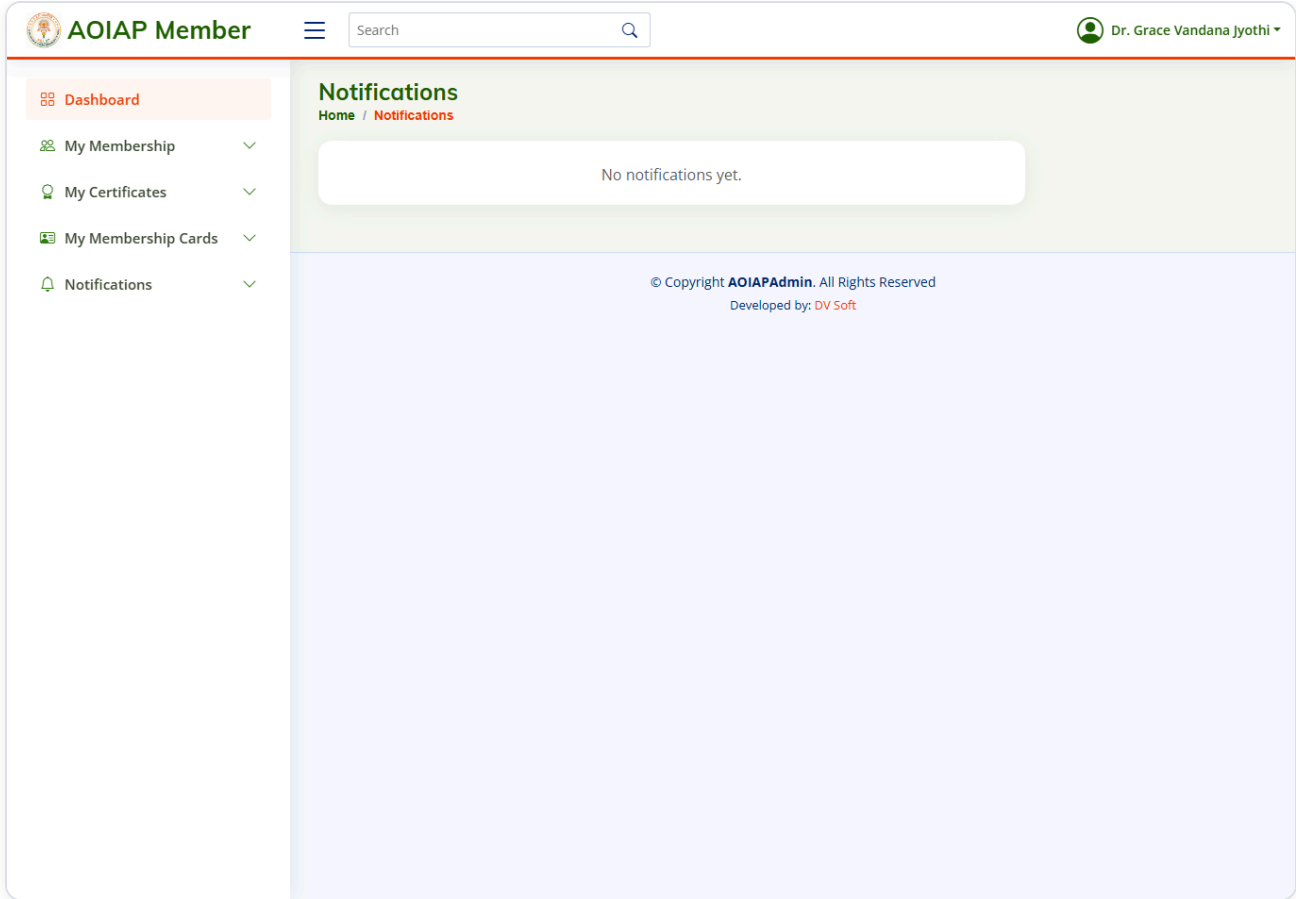 AOIAP Member
Search
Dr. Grace Vandana Jyothi
Dashboard
My Membership
My Certificates
My Membership Cards
Notifications
Notifications
Home / Notifications
No notifications yet.
© Copyright AOIAPAdmin. All Rights Reserved
Developed by: DV Soft